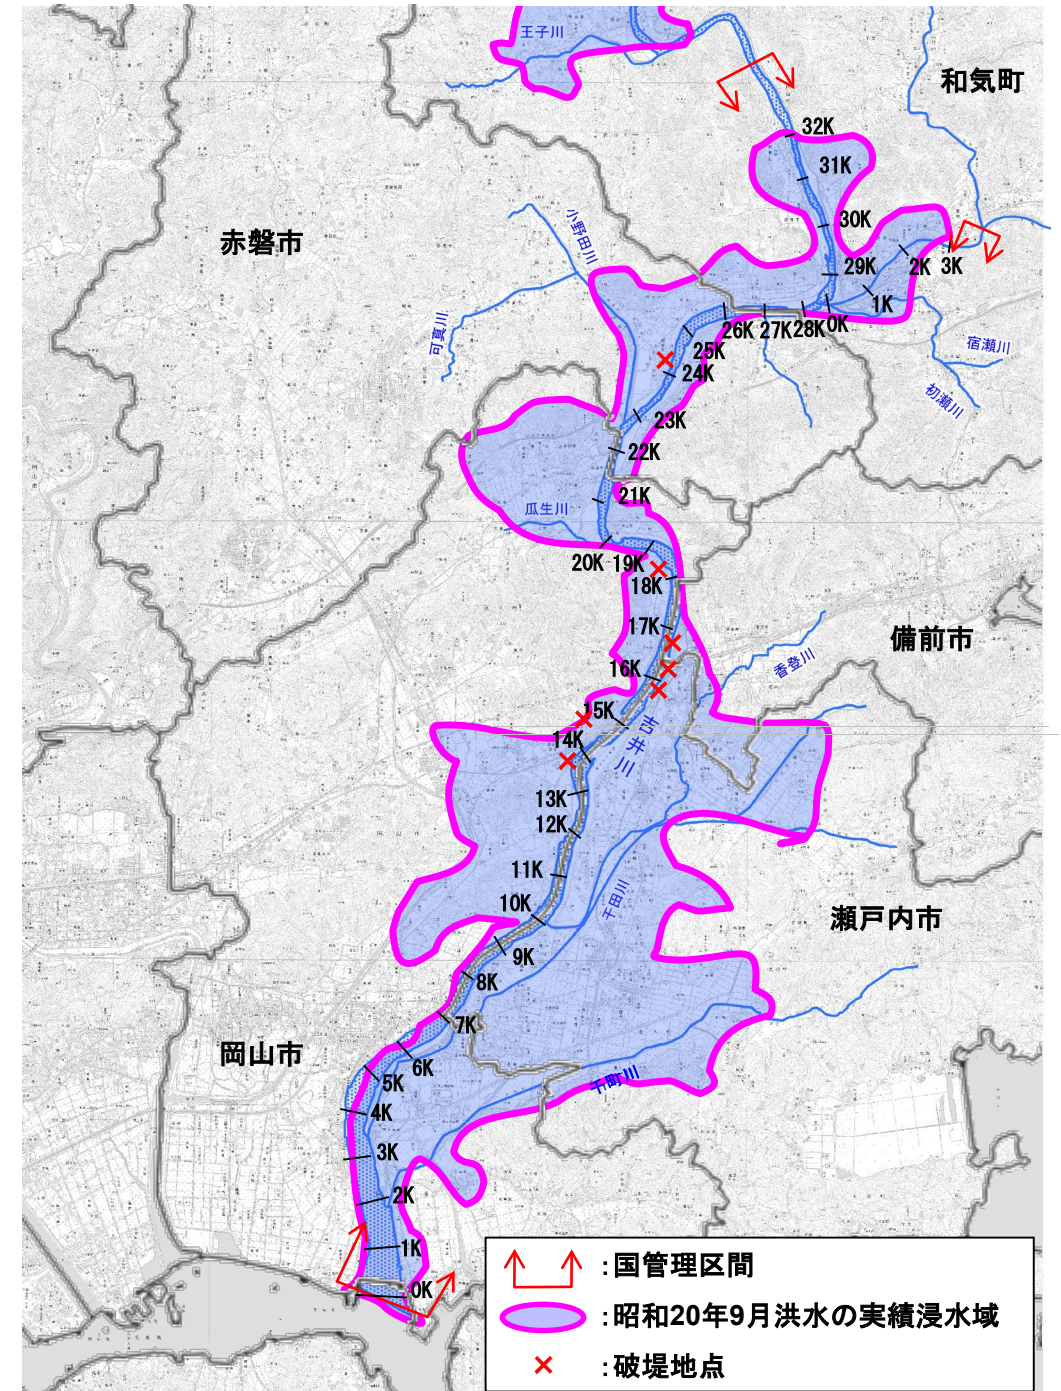 王子川
和気町
32K
31K
赤磐市
小野田川
30K
29K
2K
3K
1K
0K
28K
27K
26K
可真川
宿瀬川
初瀬川
25K
24K
23K
22K
21K
瓜生川
20K
19K
18K
17K
備前市
香登川
16K
15K
吉井川
14K
13K
12K
11K
千田川
10K
瀬戸内市
9K
8K
7K
岡山市
6K
5K
千町川
4K
3K
2K
1K
0K
:国管理区間
:昭和20年9月洪水の実績浸水域
:破堤地点